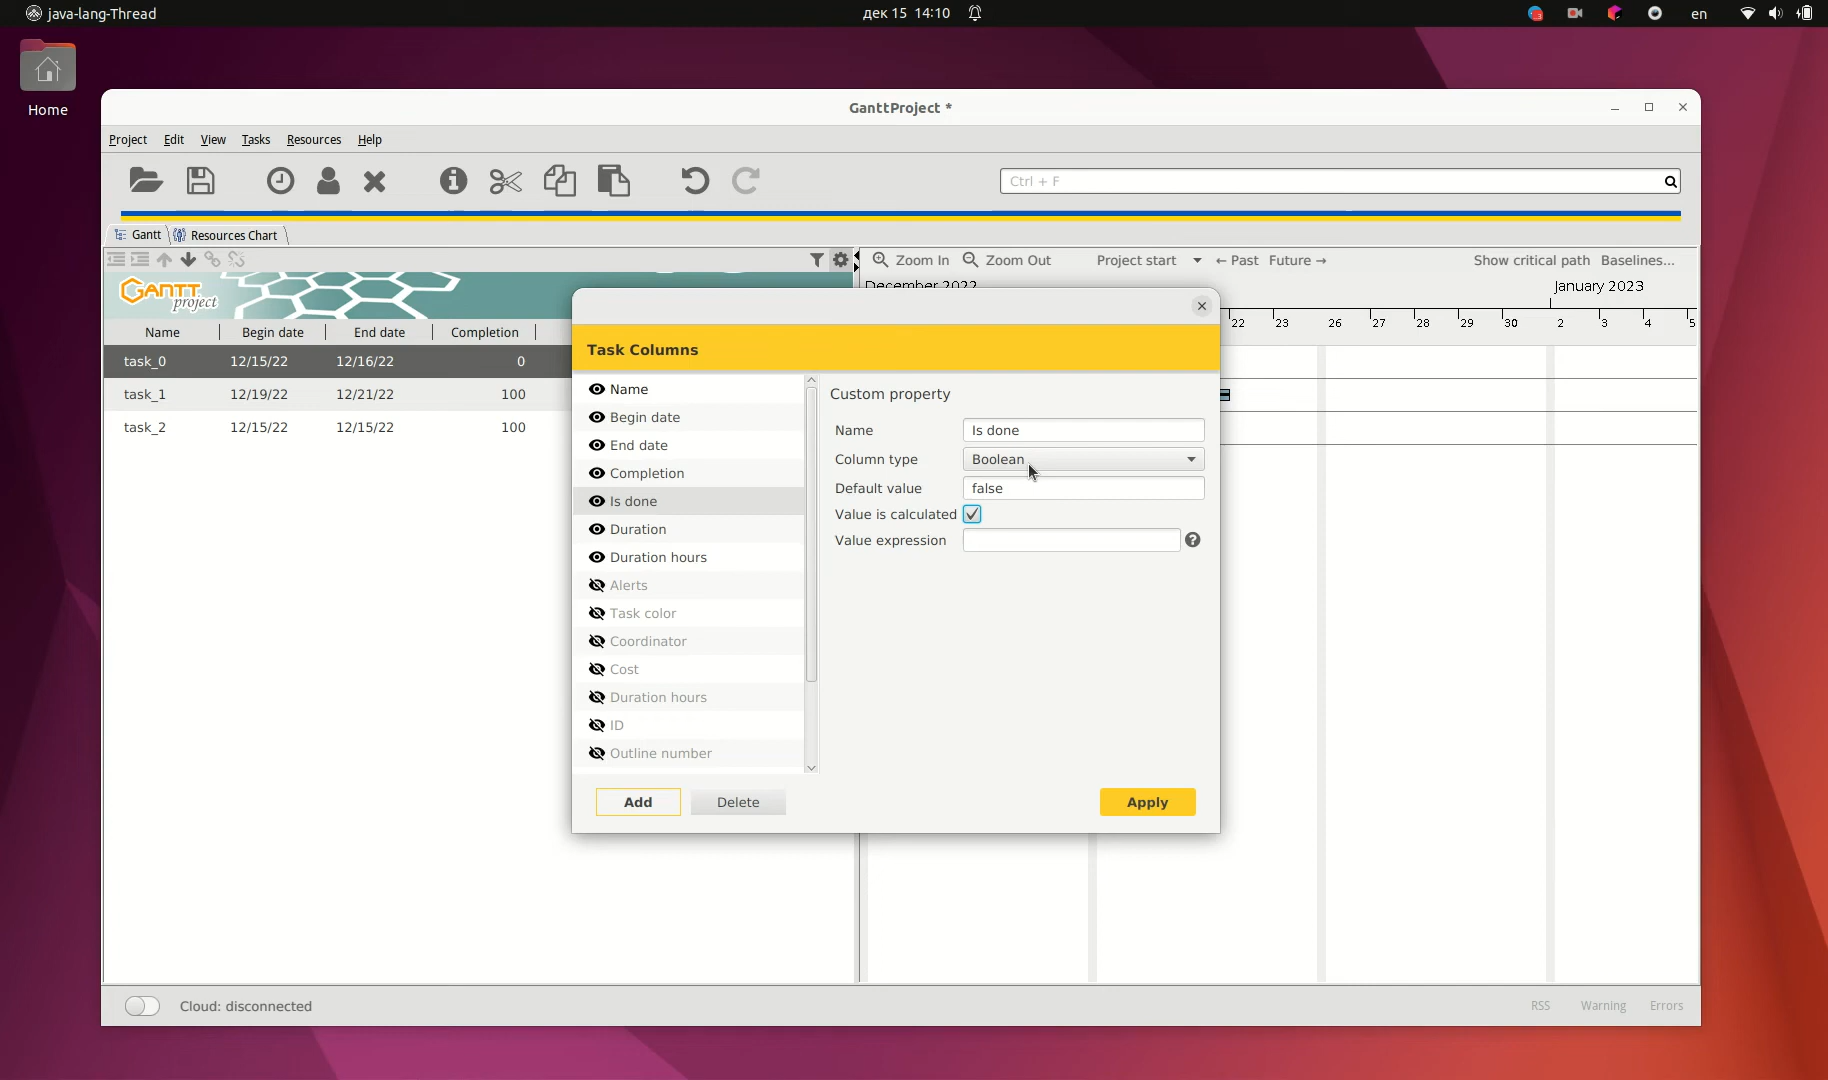 java-lang-Thread
дек 15 14:10
en
Home
GanttProject *
Project Edit View Tasks Resources Help
Ctrl + F
Gantt
Resources Chart
Zoom In
Zoom Out
Project start
← Past
Future →
Show critical path
Baselines...
GANTT
project
December 2022
January 2023
22 23 26 27 28 29 30 2 3 4 5
Name Begin date End date Completion
task_0 12/15/22 12/16/22 0
task_1 12/19/22 12/21/22 100
task_2 12/15/22 12/15/22 100
Task Columns
Name
Begin date
End date
Completion
Is done
Duration
Duration hours
Alerts
Task color
Coordinator
Cost
Duration hours
ID
Outline number
Add
Delete
Custom property
Name Is done
Column type Boolean
Default value false
Value is calculated
Value expression
Apply
Cloud: disconnected
RSS
Warning
Errors